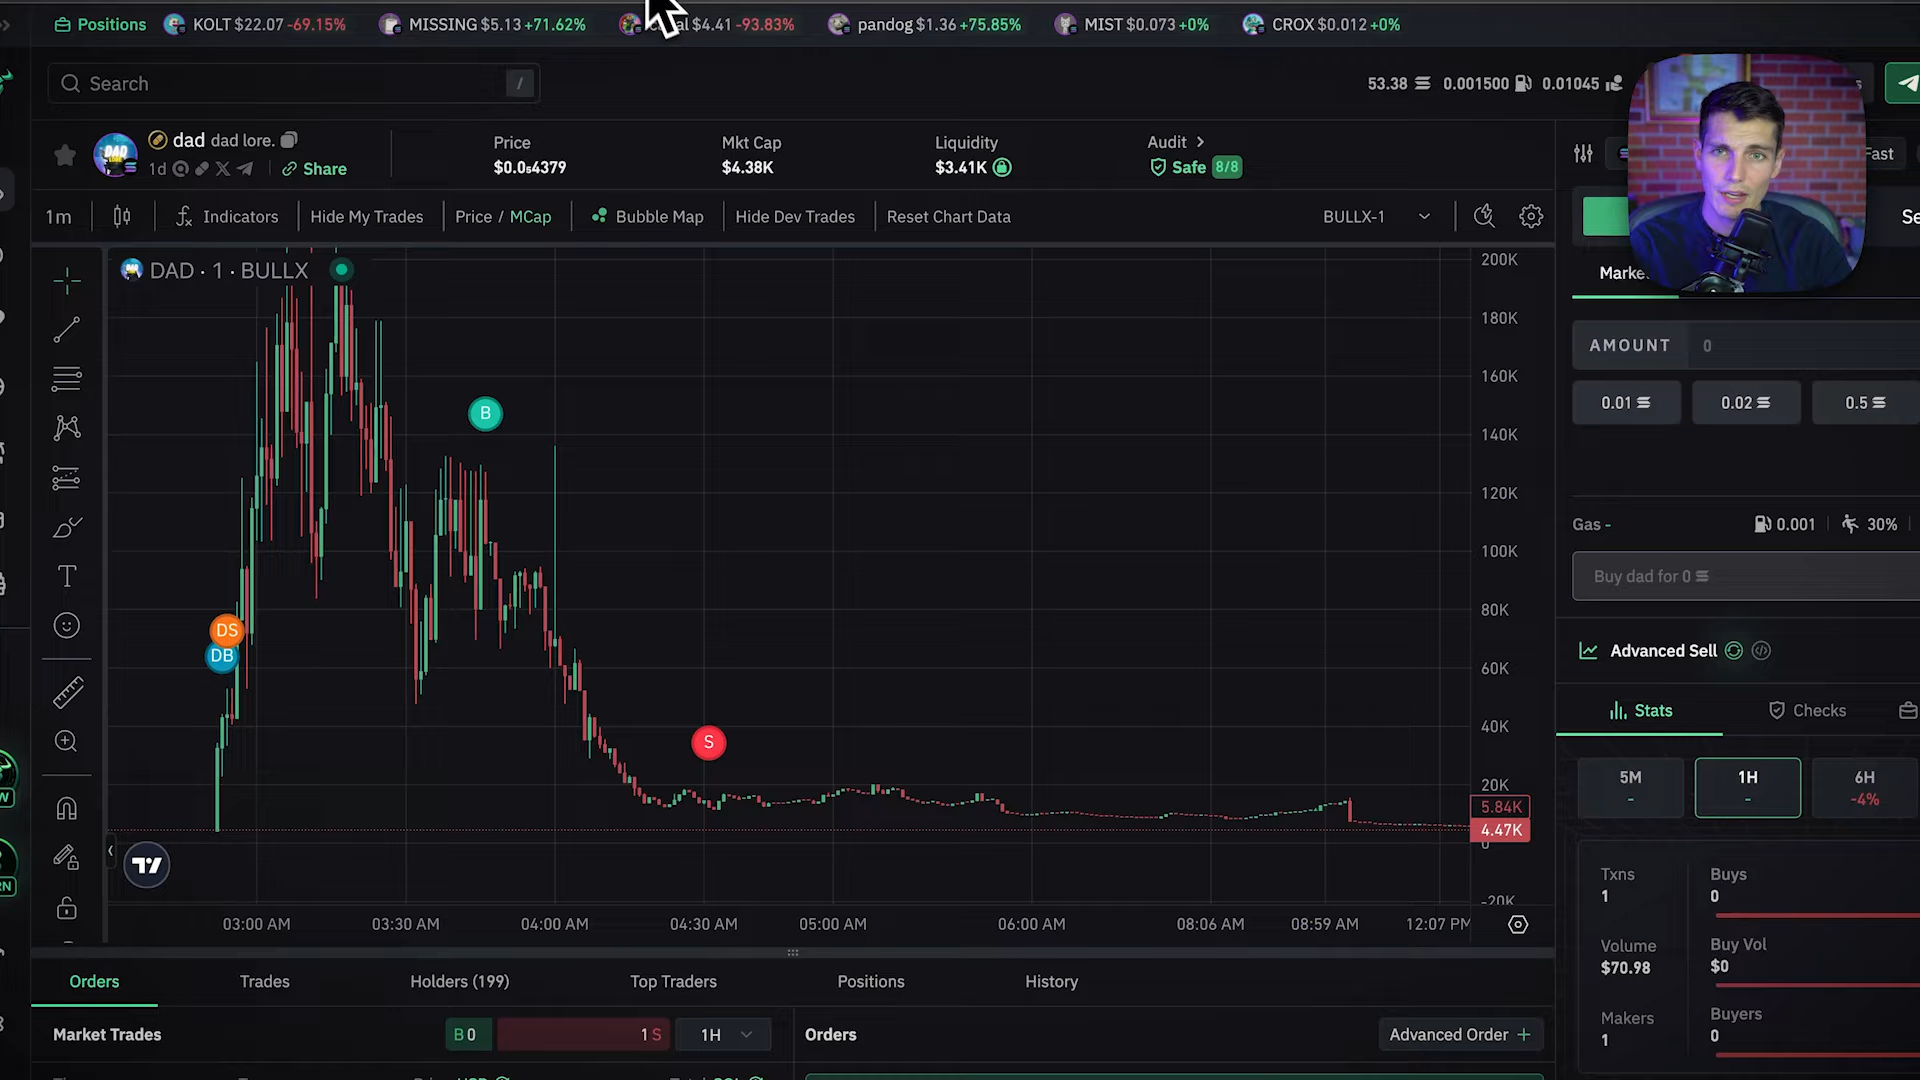 Positions KOLT $22.07 -69.15% MISSING $5.13 +71.62% $4.41 -93.83% pandog $1.36 +75.85% MIST $0.073 +0% CROX $0.012 +0%
Search /
53.38 0.001500 0.01045
dad dad lore.
1d Share
Price
$0.0₅4379
Mkt Cap
$4.38K
Liquidity
$3.41K
Audit
Safe 8/8
Fast
1m Indicators Hide My Trades Price / MCap Bubble Map Hide Dev Trades Reset Chart Data BULLX-1
DAD · 1 · BULLX
200K
180K
160K
140K
120K
100K
80K
60K
40K
20K
5.84K
4.47K
0
-20K
B
DS
DB
S
03:00 AM 03:30 AM 04:00 AM 04:30 AM 05:00 AM 06:00 AM 08:06 AM 08:59 AM 12:07 PM
AMOUNT 0
0.01 0.02 0.5
Gas - 0.001 30%
Buy dad for 0
Advanced Sell
Stats Checks
5M 1H 6H
- - -4%
Txns
1
Buys
0
Volume
$70.98
Buy Vol
$0
Makers
1
Buyers
0
Orders Trades Holders (199) Top Traders Positions History
Market Trades B 0 1 S 1H Orders Advanced Order +